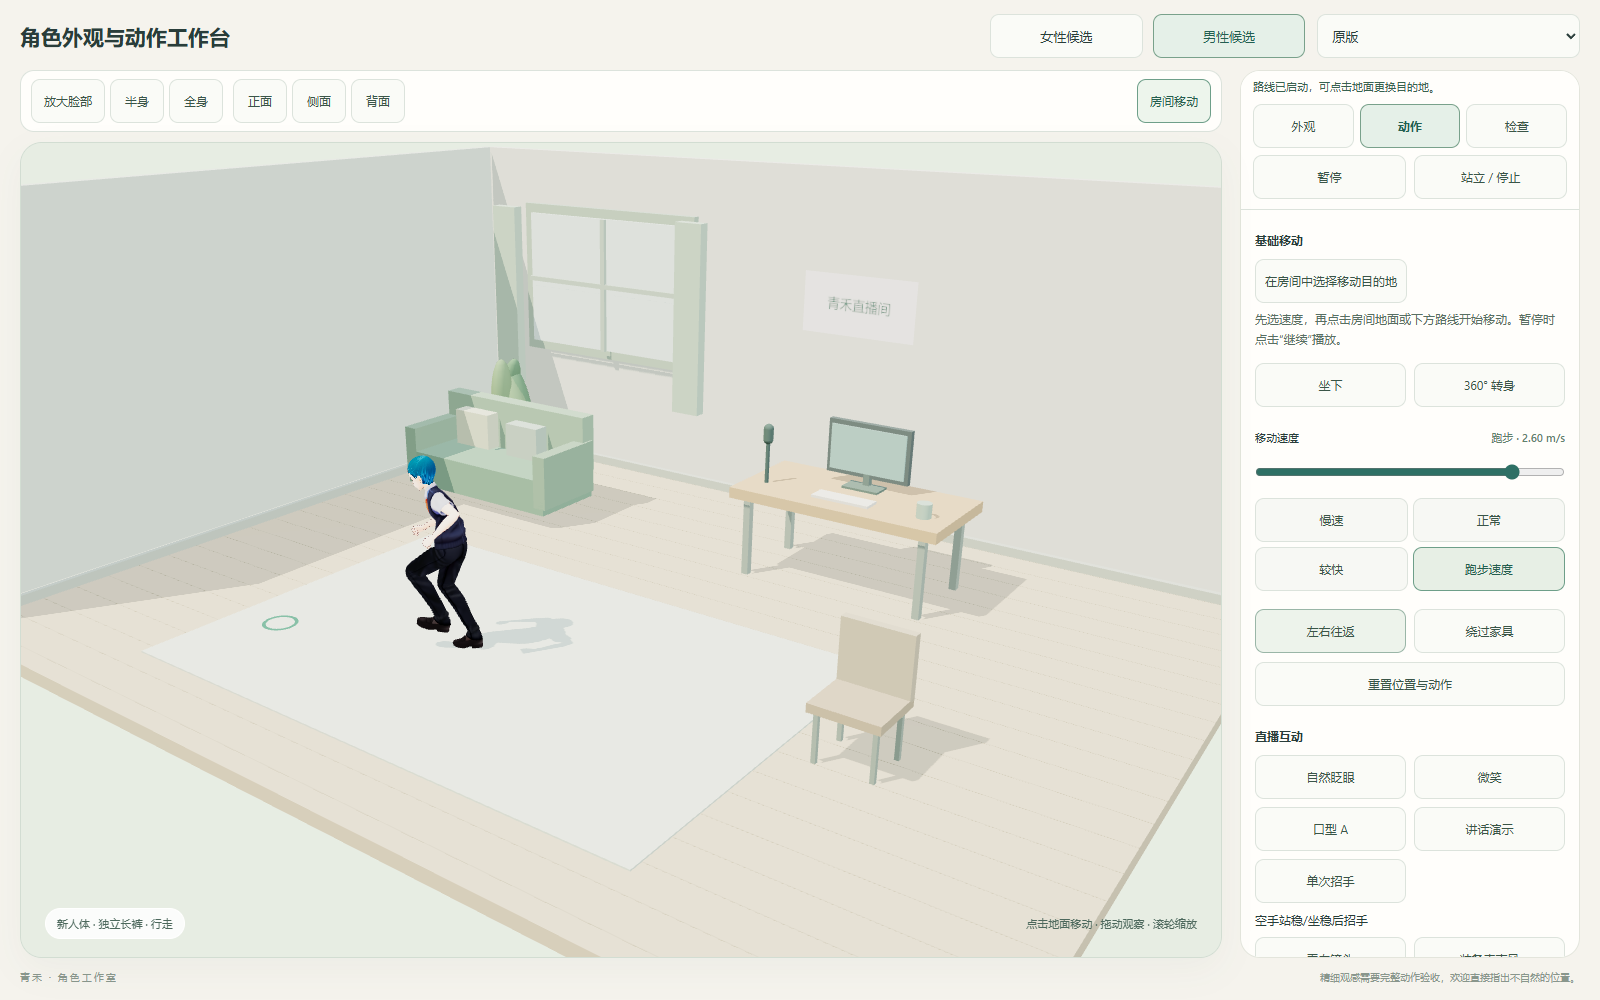 角色外观与动作工作台
女性候选
男性候选
原版
放大脸部
半身
全身
正面
侧面
背面
房间移动
青禾直播间
新人体 · 独立长裤 · 行走
点击地面移动 · 拖动观察 · 滚轮缩放
路线已启动，可点击地面更换目的地。
外观
动作
检查
暂停
站立 / 停止
基础移动
在房间中选择移动目的地
先选速度，再点击房间地面或下方路线开始移动。暂停时
点击“继续”播放。
坐下
360° 转身
移动速度
跑步 · 2.60 m/s
慢速
正常
较快
跑步速度
左右往返
绕过家具
重置位置与动作
直播互动
自然眨眼
微笑
口型 A
讲话演示
单次招手
空手站稳/坐稳后招手
青禾 · 角色工作室
精细观感需要完整动作验收，欢迎直接指出不自然的位置。